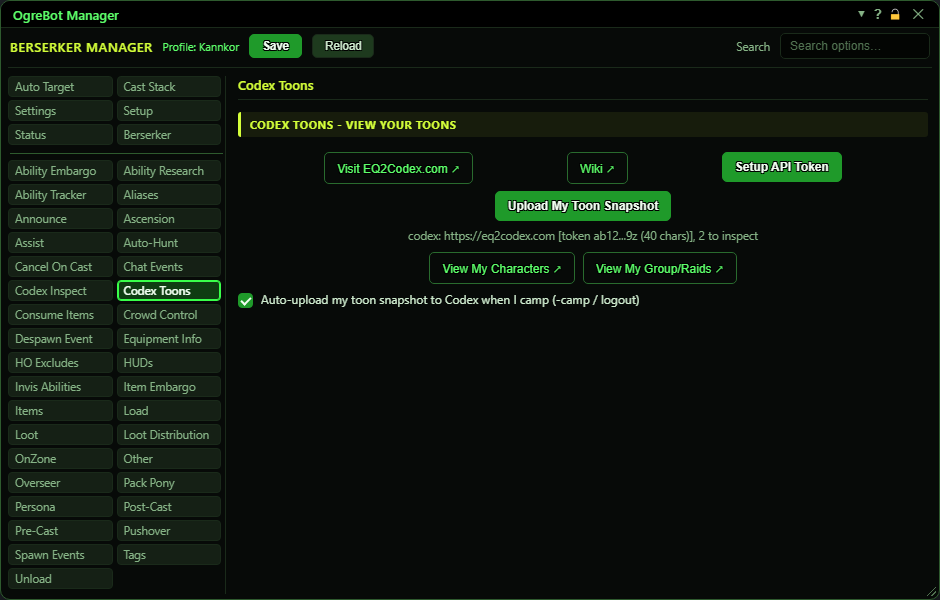 OgreBot Manager
▼ ?
BERSERKER MANAGER Profile: Kannkor Save Reload Search Search options...
Auto Target Cast Stack
Settings Setup
Status Berserker
Ability Embargo Ability Research
Ability Tracker Aliases
Announce Ascension
Assist Auto-Hunt
Cancel On Cast Chat Events
Codex Inspect Codex Toons
Consume Items Crowd Control
Despawn Event Equipment Info
HO Excludes HUDs
Invis Abilities Item Embargo
Items Load
Loot Loot Distribution
OnZone Other
Overseer Pack Pony
Persona Post-Cast
Pre-Cast Pushover
Spawn Events Tags
Unload
Codex Toons
CODEX TOONS - VIEW YOUR TOONS
Visit EQ2Codex.com ↗ Wiki ↗ Setup API Token
Upload My Toon Snapshot
codex: https://eq2codex.com [token ab12...9z (40 chars)], 2 to inspect
View My Characters ↗ View My Group/Raids ↗
Auto-upload my toon snapshot to Codex when I camp (-camp / logout)